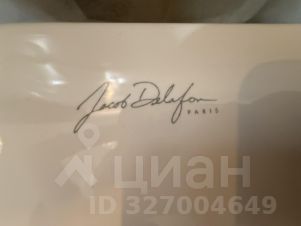 Jacob Delafon
PARIS
ЦИАН
ID 327004649